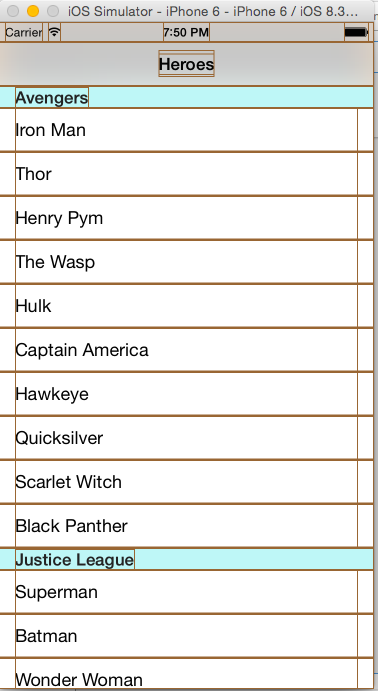 iOS Simulator - iPhone 6 - iPhone 6 / iOS 8.3...
Carrier 7:50 PM
Heroes
Avengers
Iron Man
Thor
Henry Pym
The Wasp
Hulk
Captain America
Hawkeye
Quicksilver
Scarlet Witch
Black Panther
Justice League
Superman
Batman
Wonder Woman